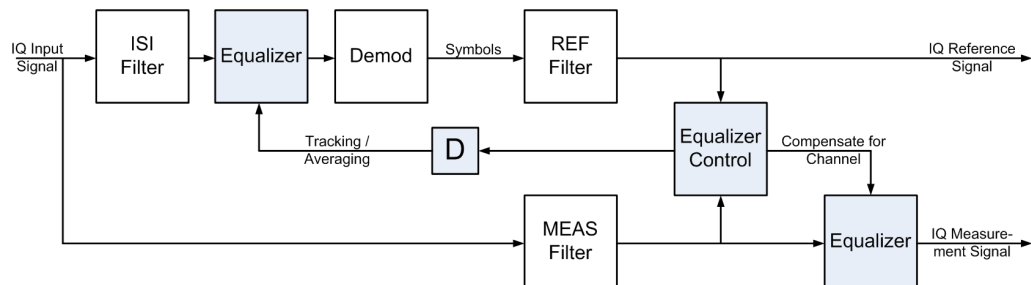 IQ Input
Signal
ISI
Filter
Equalizer
Demod
Symbols
REF
Filter
IQ Reference
Signal
Tracking /
Averaging
D
Equalizer
Control
Compensate for
Channel
MEAS
Filter
Equalizer
IQ Measure-
ment Signal